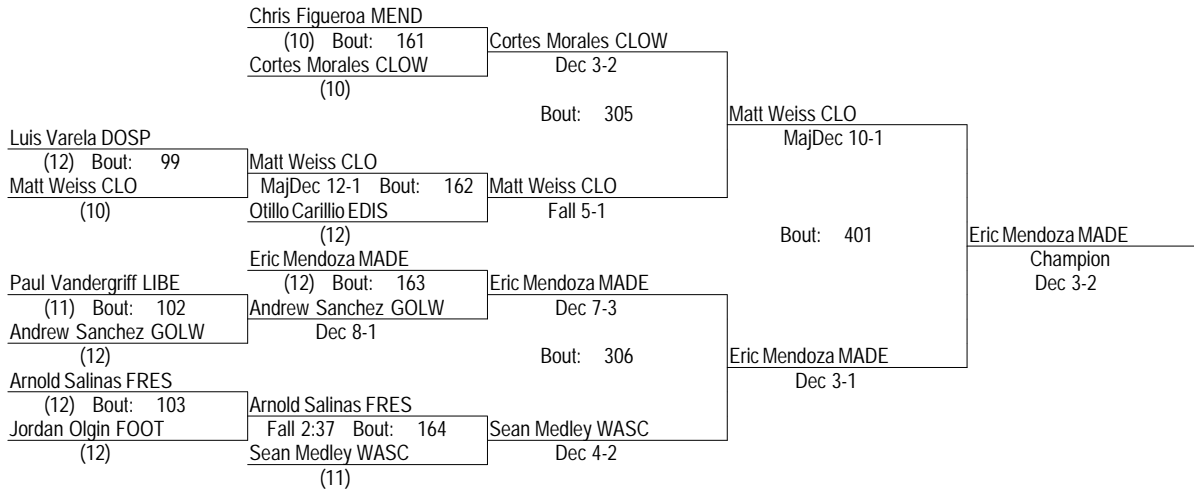 Chris Figueroa MEND
(10) Bout: 161
Cortes Morales CLOW
Cortes Morales CLOW
Dec 3-2
(10)
Bout: 305
Matt Weiss CLO
MajDec 10-1
Luis Varela DOSP
(12) Bout: 99
Matt Weiss CLO
Matt Weiss CLO
MajDec 12-1 Bout: 162
Matt Weiss CLO
(10)
Otillo Carillio EDIS
Fall 5-1
(12)
Bout: 401
Eric Mendoza MADE
Champion
Dec 3-2
Eric Mendoza MADE
Paul Vandergriff LIBE
(12) Bout: 163
Eric Mendoza MADE
(11) Bout: 102
Andrew Sanchez GOLW
Dec 7-3
Andrew Sanchez GOLW
Dec 8-1
(12)
Bout: 306
Eric Mendoza MADE
Dec 3-1
Arnold Salinas FRES
(12) Bout: 103
Arnold Salinas FRES
Jordan Olgin FOOT
Fall 2:37 Bout: 164
Sean Medley WASC
(12)
Sean Medley WASC
Dec 4-2
(11)